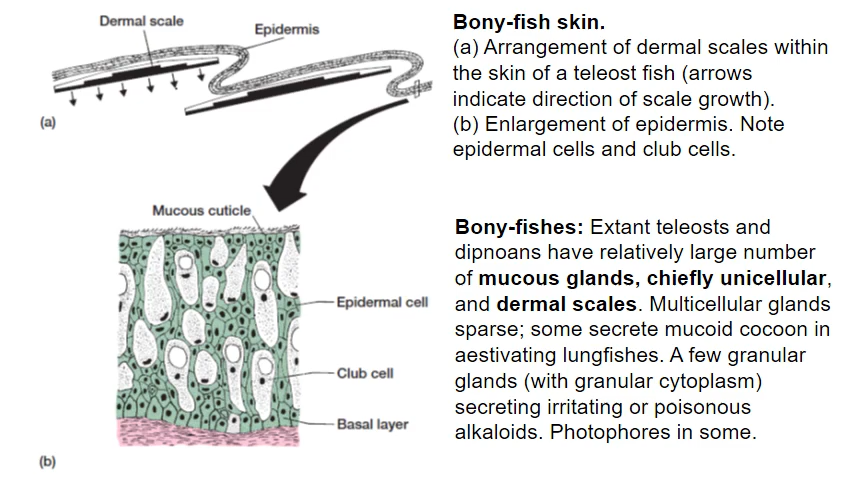 Dermal scale
Epidermis
(a)
Mucous cuticle
Epidermal cell
Club cell
Basal layer
(b)
Bony-fish skin.
(a) Arrangement of dermal scales within
the skin of a teleost fish (arrows
indicate direction of scale growth).
(b) Enlargement of epidermis. Note
epidermal cells and club cells.
Bony-fishes: Extant teleosts and
dipnoans have relatively large number
of mucous glands, chiefly unicellular,
and dermal scales. Multicellular glands
sparse; some secrete mucoid cocoon in
aestivating lungfishes. A few granular
glands (with granular cytoplasm)
secreting irritating or poisonous
alkaloids. Photophores in some.